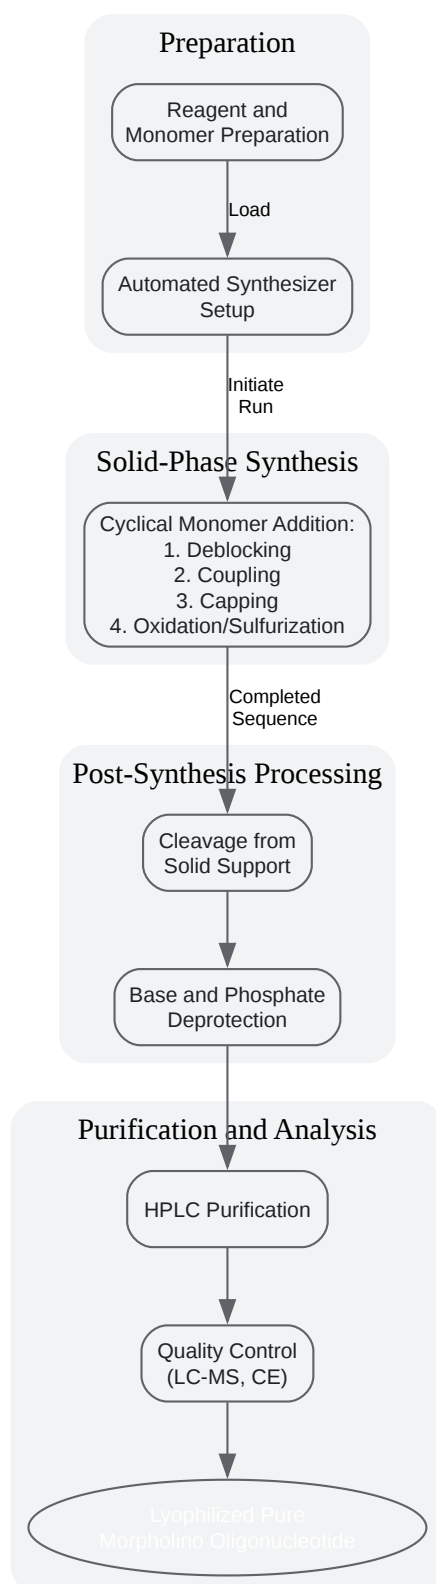 Preparation
Reagent and
Monomer Preparation
Load
Automated Synthesizer
Setup
Initiate
Run
Solid-Phase Synthesis
Cyclical Monomer Addition:
1. Deblocking
2. Coupling
3. Capping
4. Oxidation/Sulfurization
Completed
Sequence
Post-Synthesis Processing
Cleavage from
Solid Support
Base and Phosphate
Deprotection
Purification and Analysis
HPLC Purification
Quality Control
(LC-MS, CE)
Lyophilized Pure
Morpholino Oligonucleotide